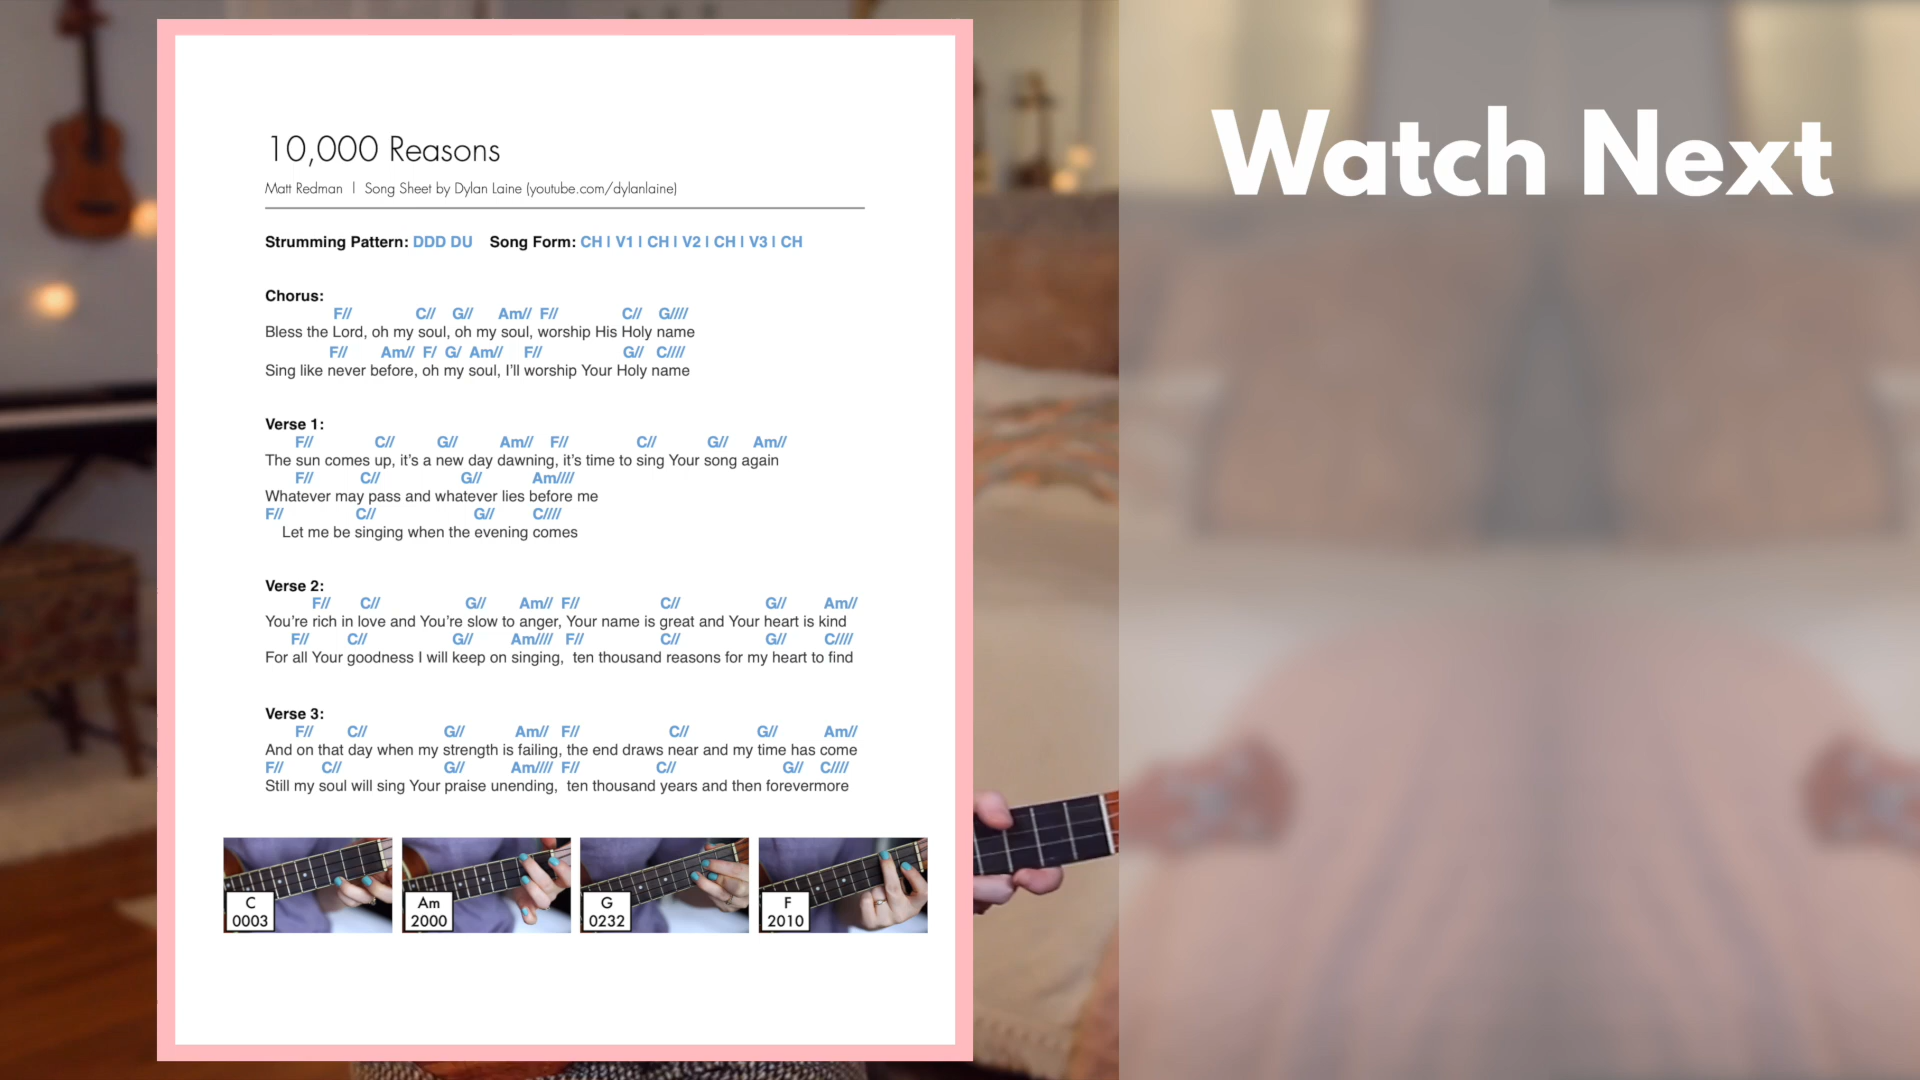 10,000 Reasons
Matt Redman | Song Sheet by Dylan Laine (youtube.com/dylanlaine)
Strumming Pattern: DDD DU Song Form: CH | V1 | CH | V2 | CH | V3 | CH
Chorus:
F// C// G// Am// F// C// G////
Bless the Lord, oh my soul, oh my soul, worship His Holy name
F// Am// F/ G/ Am// F// G// C////
Sing like never before, oh my soul, I'll worship Your Holy name
Verse 1:
F// C// G// Am// F// C// G// Am//
The sun comes up, it's a new day dawning, it's time to sing Your song again
F// C// G// Am////
Whatever may pass and whatever lies before me
F// C// G// C////
Let me be singing when the evening comes
Verse 2:
F// C// G// Am// F// C// G// Am//
You're rich in love and You're slow to anger, Your name is great and Your heart is kind
F// C// G// Am//// F// C// G// C////
For all Your goodness I will keep on singing, ten thousand reasons for my heart to find
Verse 3:
F// C// G// Am// F// C// G// Am//
And on that day when my strength is failing, the end draws near and my time has come
F// C// G// Am//// F// C// G// C////
Still my soul will sing Your praise unending, ten thousand years and then forevermore
C
0003
Am
2000
G
0232
F
2010
Watch Next